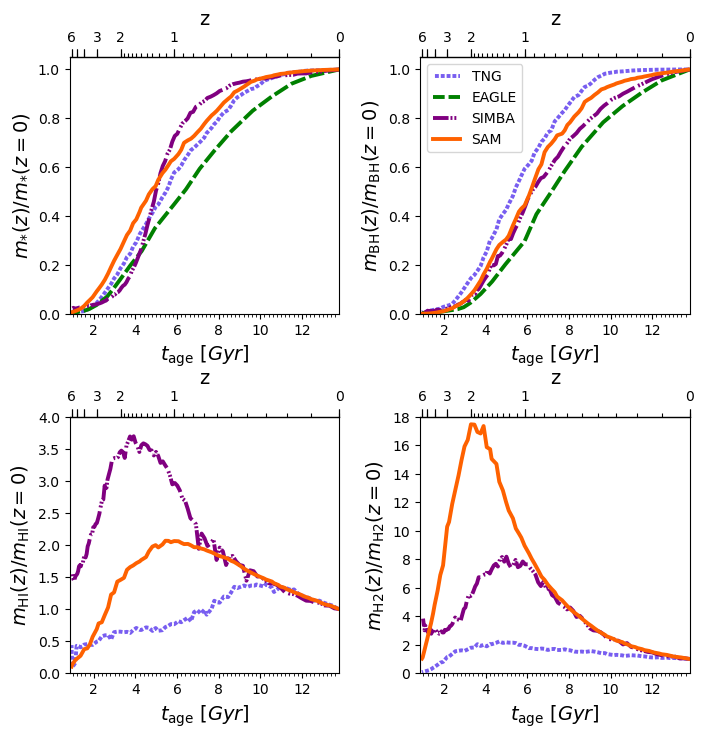 z
6 3 2 1 0
1.0
0.8
0.6
0.4
0.2
0.0
m*(z)/m*(z=0)
2 4 6 8 10 12
t_age [Gyr]
z
6 3 2 1 0
TNG
EAGLE
SIMBA
SAM
1.0
0.8
0.6
0.4
0.2
0.0
m_BH(z)/m_BH(z=0)
2 4 6 8 10 12
t_age [Gyr]
z
6 3 2 1 0
4.0
3.5
3.0
2.5
2.0
1.5
1.0
0.5
0.0
m_HI(z)/m_HI(z=0)
2 4 6 8 10 12
t_age [Gyr]
z
6 3 2 1 0
18
16
14
12
10
8
6
4
2
0
m_H2(z)/m_H2(z=0)
2 4 6 8 10 12
t_age [Gyr]